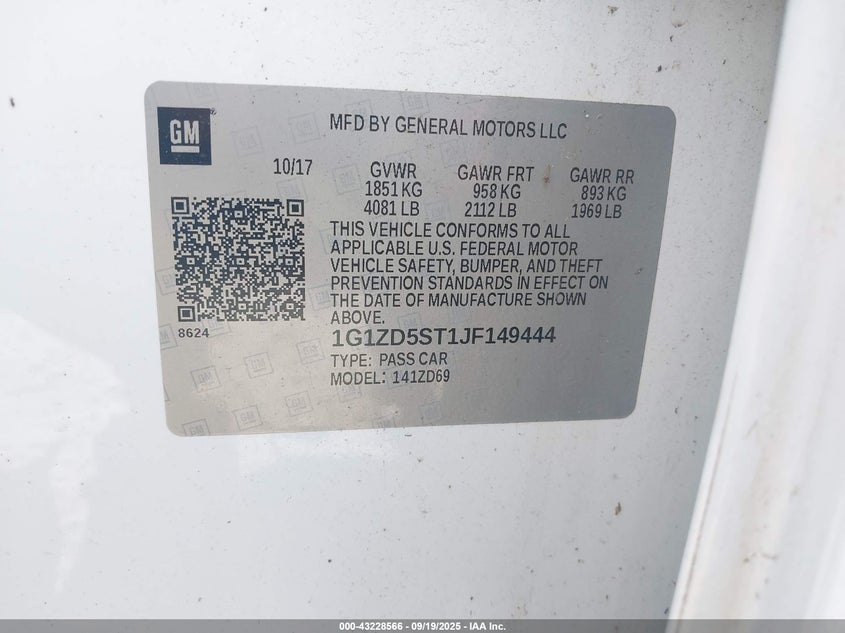 GM
MFD BY GENERAL MOTORS LLC
10/17
GVWR GAWR FRT GAWR RR
1851 KG 958 KG 893 KG
4081 LB 2112 LB 1969 LB
THIS VEHICLE CONFORMS TO ALL
APPLICABLE U.S. FEDERAL MOTOR
VEHICLE SAFETY, BUMPER, AND THEFT
PREVENTION STANDARDS IN EFFECT ON
THE DATE OF MANUFACTURE SHOWN
ABOVE.
8624
1G1ZD5ST1JF149444
TYPE: PASS CAR
MODEL: 141ZD69
000-43228566 - 09/19/2025 - IAA Inc.